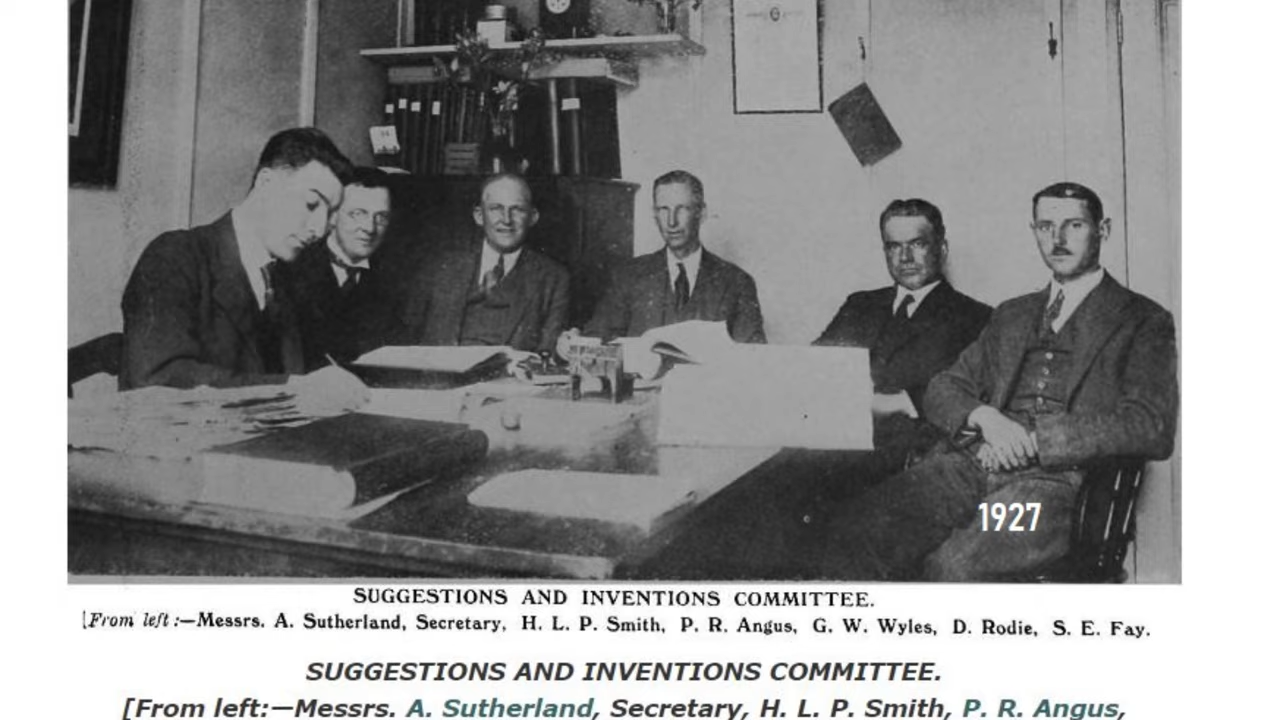 1927
SUGGESTIONS AND INVENTIONS COMMITTEE.
[From left :—Messrs. A. Sutherland, Secretary, H. L. P. Smith, P. R. Angus, G. W. Wyles, D. Rodie, S. E. Fay.
SUGGESTIONS AND INVENTIONS COMMITTEE.
[From left:—Messrs. A. Sutherland, Secretary, H. L. P. Smith, P. R. Angus,